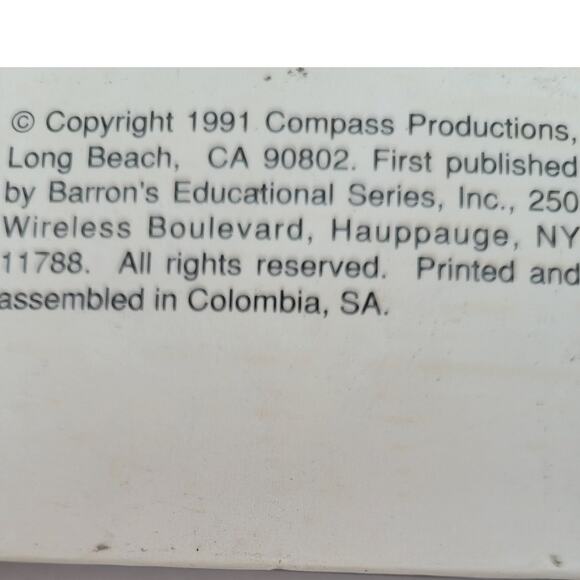 © Copyright 1991 Compass Productions,
Long Beach, CA 90802. First published
by Barron's Educational Series, Inc., 250
Wireless Boulevard, Hauppauge, NY
11788. All rights reserved. Printed and
assembled in Colombia, SA.